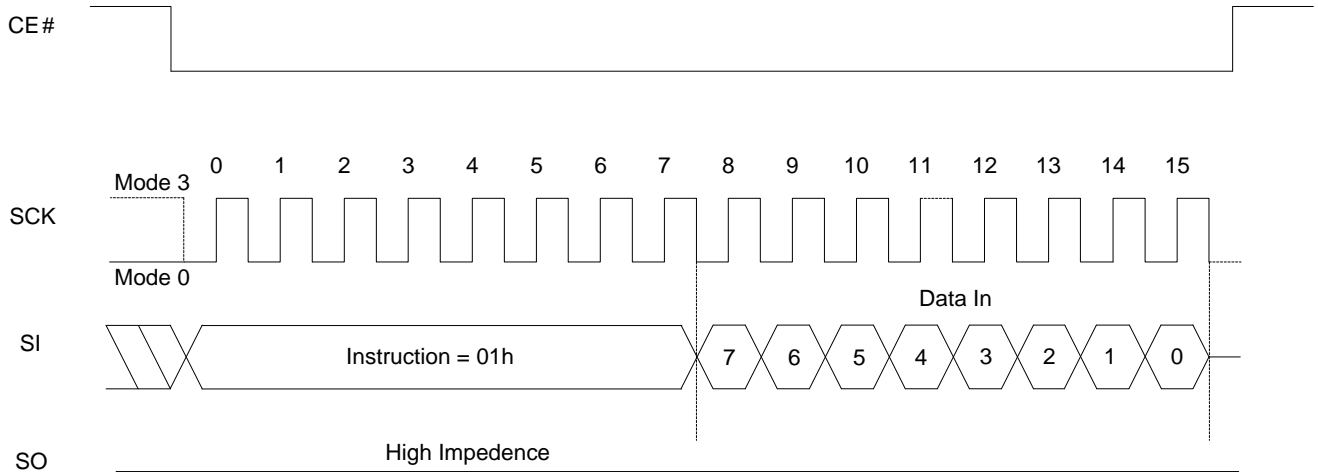 CE#
0 1 2 3 4 5 6 7 8 9 10 11 12 13 14 15
Mode 3
SCK
Mode 0
Data In
SI
Instruction = 01h
7 6 5 4 3 2 1 0
High Impedence
SO